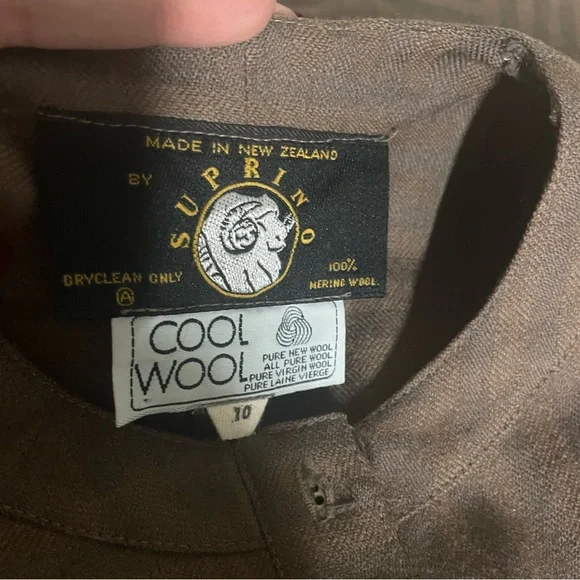 MADE IN NEW ZEALAND
BY
SUPRINO
DRYCLEAN ONLY
A
100%
MERINO WOOL
COOL
WOOL
PURE NEW WOOL
ALL PURE WOOL
PURE VIRGIN WOOL
PURE LAINE VIERGE
10